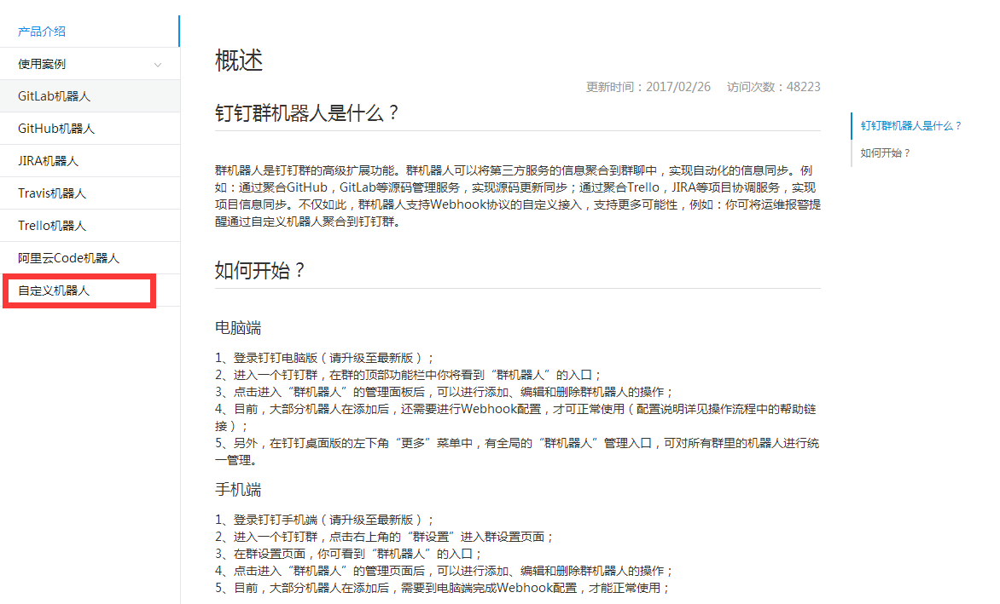 产品介绍
使用案例
GitLab机器人
GitHub机器人
JIRA机器人
Travis机器人
Trello机器人
阿里云Code机器人
自定义机器人
概述
更新时间：2017/02/26 访问次数：48223
钉钉群机器人是什么？
群机器人是钉钉群的高级扩展功能。群机器人可以将第三方服务的信息聚合到群聊中，实现自动化的信息同步。例
如：通过聚合GitHub，GitLab等源码管理服务，实现源码更新同步；通过聚合Trello，JIRA等项目协调服务，实现
项目信息同步。不仅如此，群机器人支持Webhook协议的自定义接入，支持更多可能性，例如：你可将运维报警提
醒通过自定义机器人聚合到钉钉群。
如何开始？
电脑端
1、登录钉钉电脑版（请升级至最新版）；
2、进入一个钉钉群，在群的顶部功能栏中你将看到“群机器人”的入口；
3、点击进入“群机器人”的管理面板后，可以进行添加、编辑和删除群机器人的操作；
4、目前，大部分机器人在添加后，还需要进行Webhook配置，才可正常使用（配置说明详见操作流程中的帮助链
接）；
5、另外，在钉钉桌面版的左下角“更多”菜单中，有全局的“群机器人”管理入口，可对所有群里的机器人进行统
一管理。
手机端
1、登录钉钉手机端（请升级至最新版）；
2、进入一个钉钉群，点击右上角的“群设置”进入群设置页面；
3、在群设置页面，你可看到“群机器人”的入口；
4、点击进入“群机器人”的管理页面后，可以进行添加、编辑和删除群机器人的操作；
5、目前，大部分机器人在添加后，需要到电脑端完成Webhook配置，才能正常使用；
钉钉群机器人是什么？
如何开始？